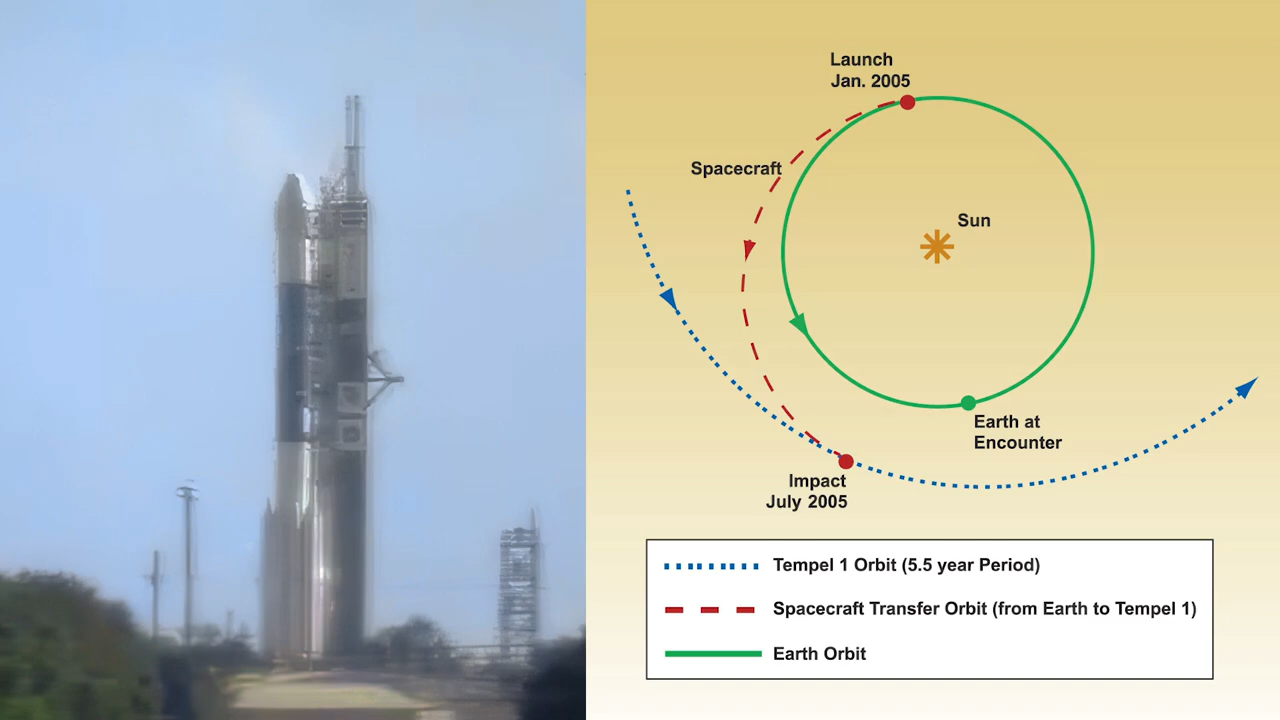 Launch
Jan. 2005
Spacecraft
Sun
Earth at
Encounter
Impact
July 2005
Tempel 1 Orbit (5.5 year Period)
Spacecraft Transfer Orbit (from Earth to Tempel 1)
Earth Orbit